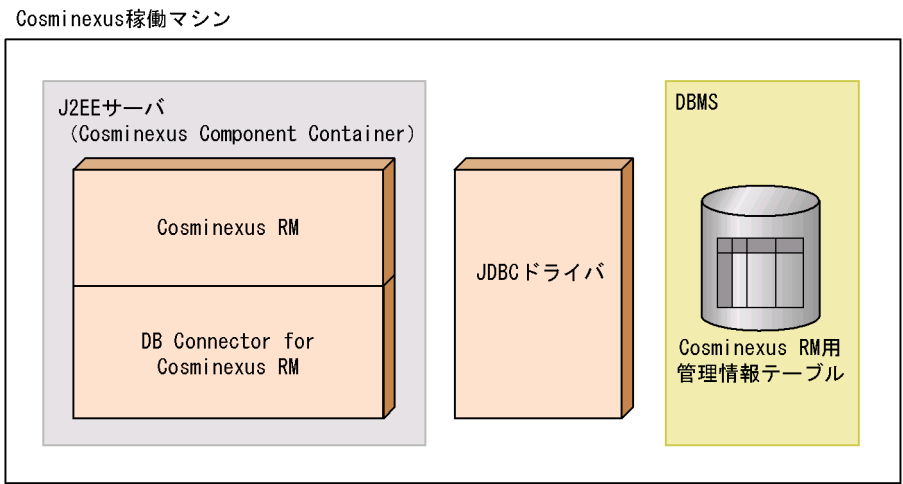 Cosminexus稼働マシン
J2EEサーバ
（Cosminexus Component Container）
Cosminexus RM
DB Connector for
Cosminexus RM
JDBCドライバ
DBMS
Cosminexus RM用
管理情報テーブル